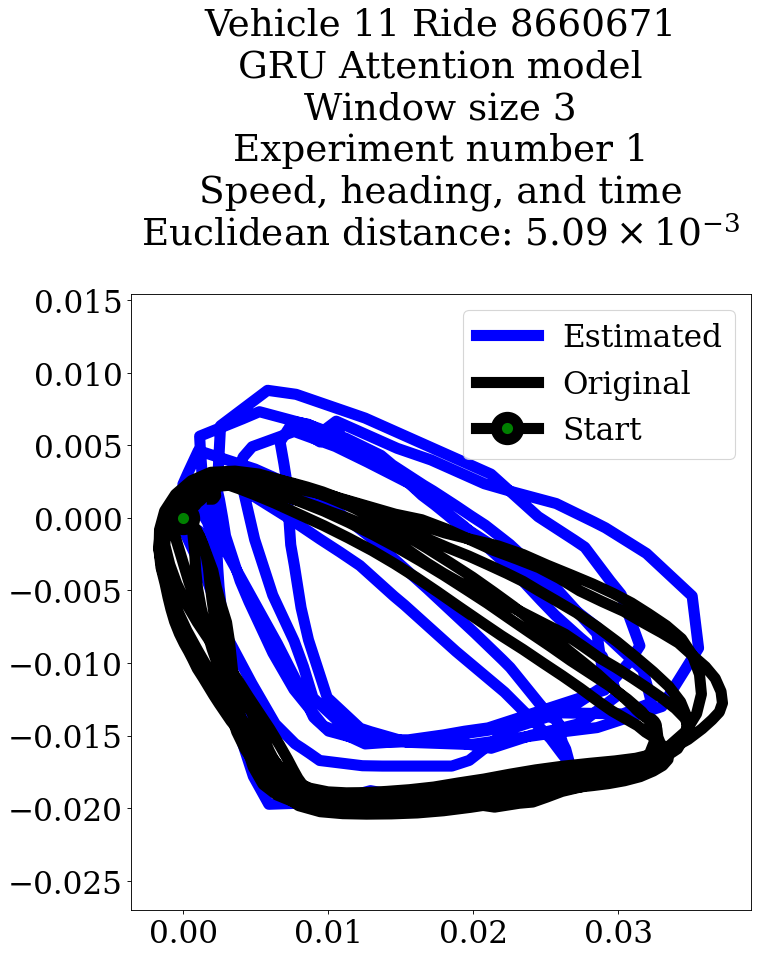 Vehicle 11 Ride 8660671
GRU Attention model
Window size 3
Experiment number 1
Speed, heading, and time
Euclidean distance: 5.09 × 10⁻³
0.015
0.010
0.005
0.000
−0.005
−0.010
−0.015
−0.020
−0.025
Estimated
Original
Start
0.00 0.01 0.02 0.03